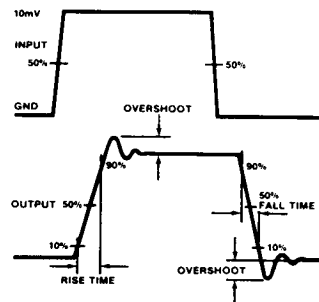 10mV
INPUT
50%
50%
GND
OVERSHOOT
90%
90%
OUTPUT
50%
50%
FALL TIME
10%
10%
RISE TIME
OVERSHOOT